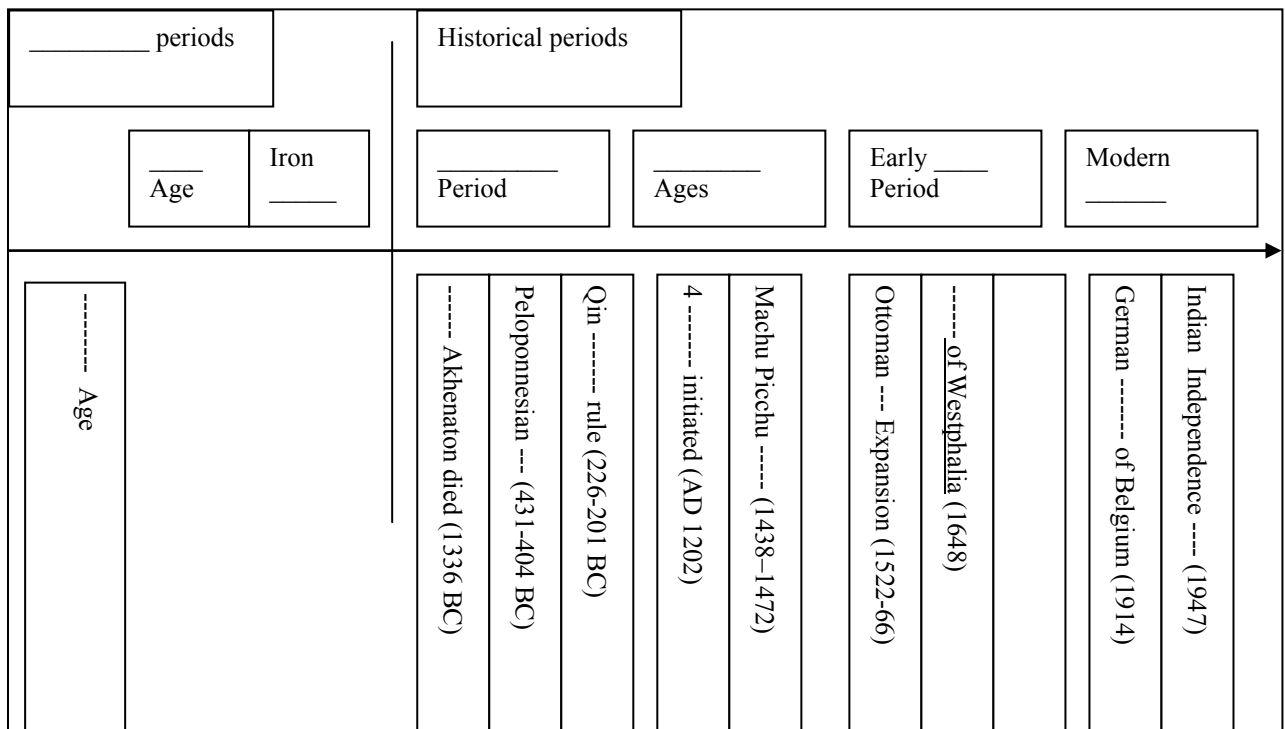 _________ periods
Historical periods
____
Age
Iron
_____
_________
Period
________
Ages
Early ____
Period
Modern
______
--------- Age
------ Akhenaton died (1336 BC)
Peloponnesian --- (431-404 BC)
Qin -------- rule (226-201 BC)
4 --------- initiated (AD 1202)
Machu Picchu ------ (1438–1472)
Ottoman ---- Expansion (1522-66)
------- of Westphalia (1648)
German -------- of Belgium (1914)
Indian Independence ---- (1947)